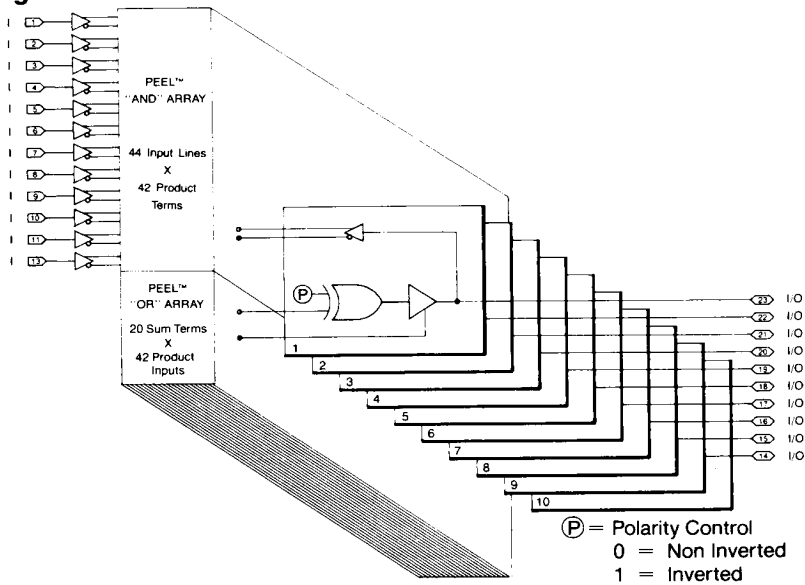 g
I 1
I 2
I 3
I 4
I 5
I 6
I 7
I 8
I 9
I 10
I 11
I 13
PEEL™
"AND" ARRAY
44 Input Lines
X
42 Product
Terms
PEEL™
"OR" ARRAY
20 Sum Terms
X
42 Product
Inputs
P
1
2
3
4
5
6
7
8
9
10
23 I/O
22 I/O
21 I/O
20 I/O
19 I/O
18 I/O
17 I/O
16 I/O
15 I/O
14 I/O
P = Polarity Control
0 = Non Inverted
1 = Inverted